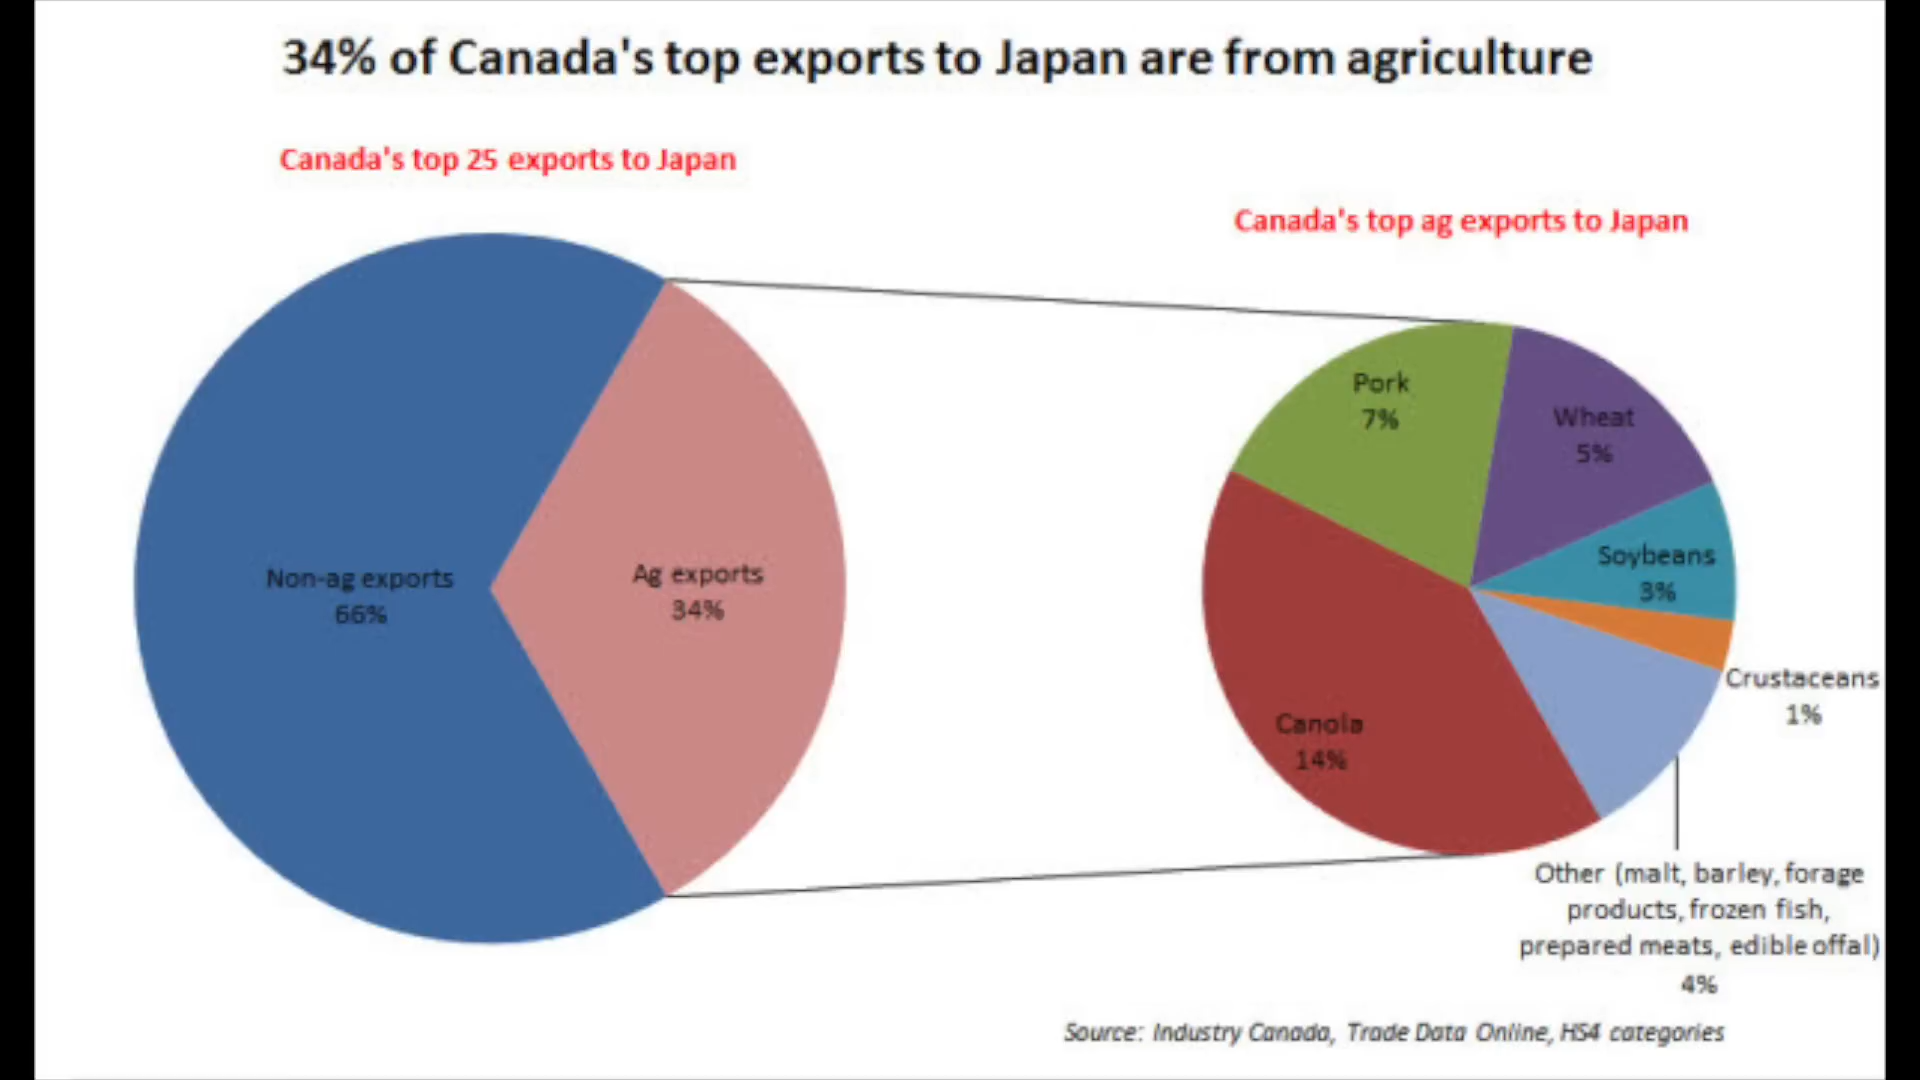 34% of Canada's top exports to Japan are from agriculture
Canada's top 25 exports to Japan
Canada's top ag exports to Japan
Non-ag exports
66%
Ag exports
34%
Pork
7%
Wheat
5%
Soybeans
3%
Crustaceans
1%
Canola
14%
Other (malt, barley, forage
products, frozen fish,
prepared meats, edible offal)
4%
Source: Industry Canada, Trade Data Online, HS4 categories